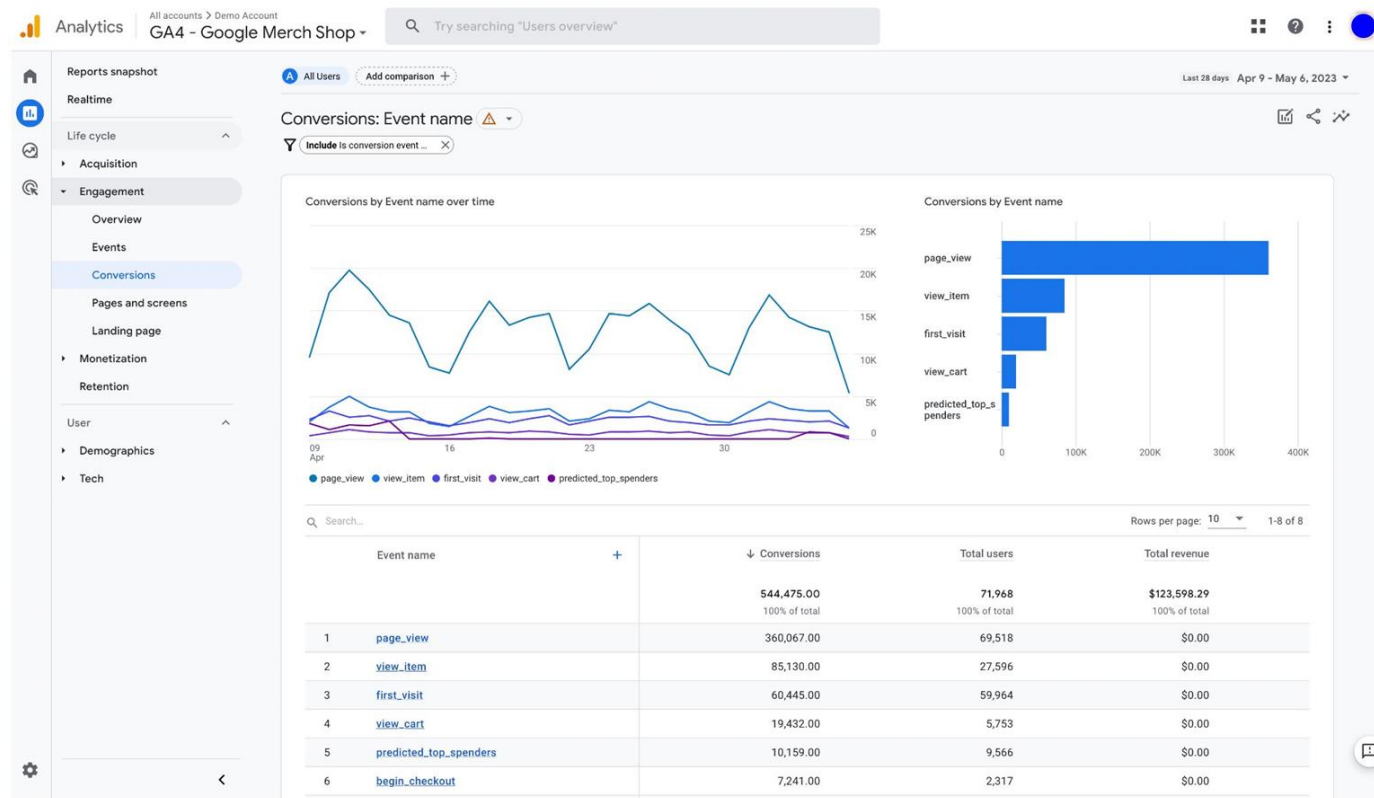 Analytics
All accounts > Demo Account
GA4 - Google Merch Shop
Try searching "Users overview"
Reports snapshot
Realtime
Life cycle
Acquisition
Engagement
Overview
Events
Conversions
Pages and screens
Landing page
Monetization
Retention
User
Demographics
Tech
A All Users
Add comparison +
Last 28 days Apr 9 - May 6, 2023
Conversions: Event name
Include Is conversion event ...
Conversions by Event name over time
25K
20K
15K
10K
5K
0
09 16 23 30
Apr
page_view view_item first_visit view_cart predicted_top_spenders
Conversions by Event name
page_view
view_item
first_visit
view_cart
predicted_top_s
penders
0 100K 200K 300K 400K
Search...
Rows per page: 10 1-8 of 8
Event name + ↓ Conversions Total users Total revenue
544,475.00 71,968 $123,598.29
100% of total 100% of total 100% of total
1 page_view 360,067.00 69,518 $0.00
2 view_item 85,130.00 27,596 $0.00
3 first_visit 60,445.00 59,964 $0.00
4 view_cart 19,432.00 5,753 $0.00
5 predicted_top_spenders 10,159.00 9,566 $0.00
6 begin_checkout 7,241.00 2,317 $0.00